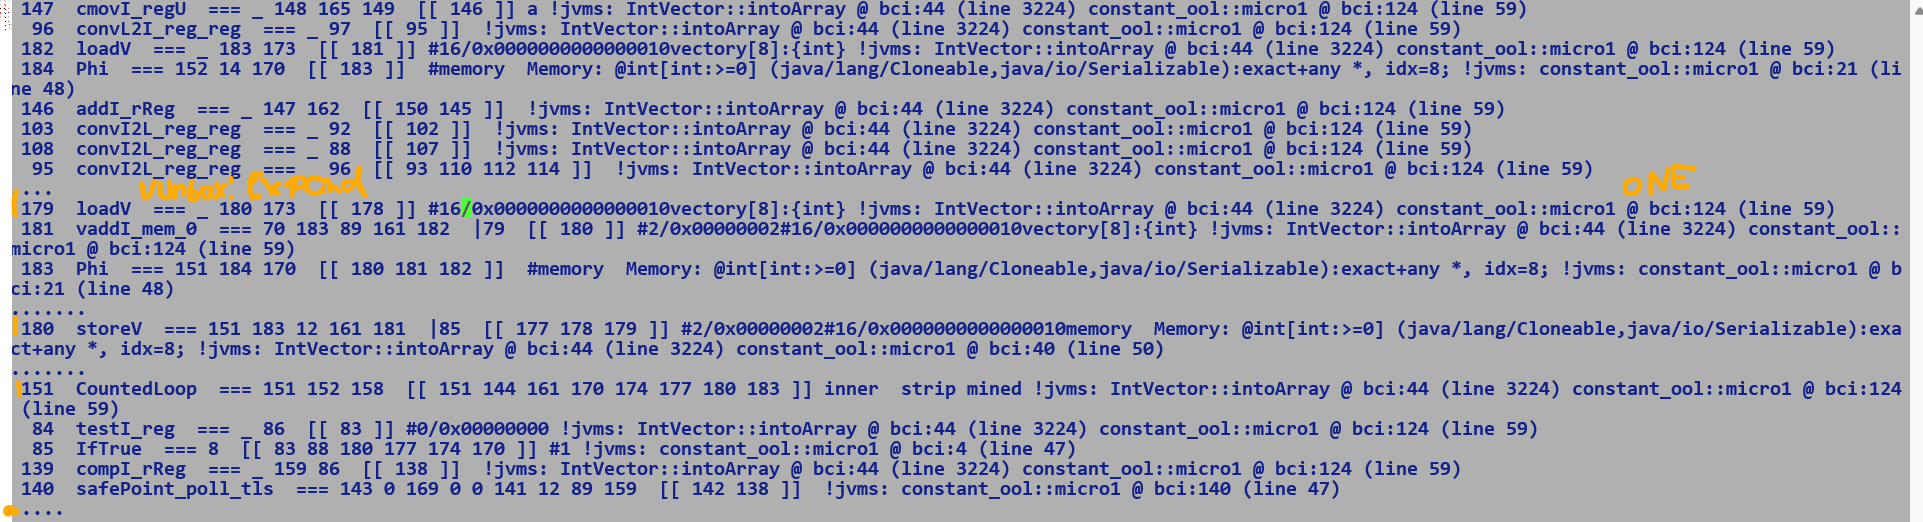 147  cmovI_regU  === _ 148 165 149  [[ 146 ]] a !jvms: IntVector::intoArray @ bci:44 (line 3224) constant_ool::micro1 @ bci:124 (line 59)
96  convL2I_reg_reg  === _ 97  [[ 95 ]]  !jvms: IntVector::intoArray @ bci:44 (line 3224) constant_ool::micro1 @ bci:124 (line 59)
182  loadV  === _ 183 173  [[ 181 ]] #16/0x0000000000000010vectory[8]:{int} !jvms: IntVector::intoArray @ bci:44 (line 3224) constant_ool::micro1 @ bci:124 (line 59)
184  Phi  === 152 14 170  [[ 183 ]]  #memory  Memory: @int[int:>=0] (java/lang/Cloneable,java/io/Serializable):exact+any *, idx=8; !jvms: constant_ool::micro1 @ bci:21 (li
ne 48)
146  addI_rReg  === _ 147 162  [[ 150 145 ]]  !jvms: IntVector::intoArray @ bci:44 (line 3224) constant_ool::micro1 @ bci:124 (line 59)
103  convI2L_reg_reg  === _ 92  [[ 102 ]]  !jvms: IntVector::intoArray @ bci:44 (line 3224) constant_ool::micro1 @ bci:124 (line 59)
108  convI2L_reg_reg  === _ 88  [[ 107 ]]  !jvms: IntVector::intoArray @ bci:44 (line 3224) constant_ool::micro1 @ bci:124 (line 59)
95  convI2L_reg_reg  === _ 96  [[ 93 110 112 114 ]]  !jvms: IntVector::intoArray @ bci:44 (line 3224) constant_ool::micro1 @ bci:124 (line 59)
...
vunbox: Expand ONE
179  loadV  === _ 180 173  [[ 178 ]] #16/0x0000000000000010vectory[8]:{int} !jvms: IntVector::intoArray @ bci:44 (line 3224) constant_ool::micro1 @ bci:124 (line 59)
181  vaddI_mem_0  === 70 183 89 161 182  |79  [[ 180 ]] #2/0x00000002#16/0x0000000000000010vectory[8]:{int} !jvms: IntVector::intoArray @ bci:44 (line 3224) constant_ool::
micro1 @ bci:124 (line 59)
183  Phi  === 151 184 170  [[ 180 181 182 ]]  #memory  Memory: @int[int:>=0] (java/lang/Cloneable,java/io/Serializable):exact+any *, idx=8; !jvms: constant_ool::micro1 @ b
ci:21 (line 48)
.......
180  storeV  === 151 183 12 161 181  |85  [[ 177 178 179 ]] #2/0x00000002#16/0x0000000000000010memory  Memory: @int[int:>=0] (java/lang/Cloneable,java/io/Serializable):exa
ct+any *, idx=8; !jvms: IntVector::intoArray @ bci:44 (line 3224) constant_ool::micro1 @ bci:40 (line 50)
.......
151  CountedLoop  === 151 152 158  [[ 151 144 161 170 174 177 180 183 ]] inner  strip mined !jvms: IntVector::intoArray @ bci:44 (line 3224) constant_ool::micro1 @ bci:124
(line 59)
84  testI_reg  === _ 86  [[ 83 ]] #0/0x00000000 !jvms: IntVector::intoArray @ bci:44 (line 3224) constant_ool::micro1 @ bci:124 (line 59)
85  IfTrue  === 8  [[ 83 88 180 177 174 170 ]] #1 !jvms: constant_ool::micro1 @ bci:4 (line 47)
139  compI_rReg  === _ 159 86  [[ 138 ]]  !jvms: IntVector::intoArray @ bci:44 (line 3224) constant_ool::micro1 @ bci:124 (line 59)
140  safePoint_poll_tls  === 143 0 169 0 0 141 12 89 159  [[ 142 138 ]]  !jvms: constant_ool::micro1 @ bci:140 (line 47)
....